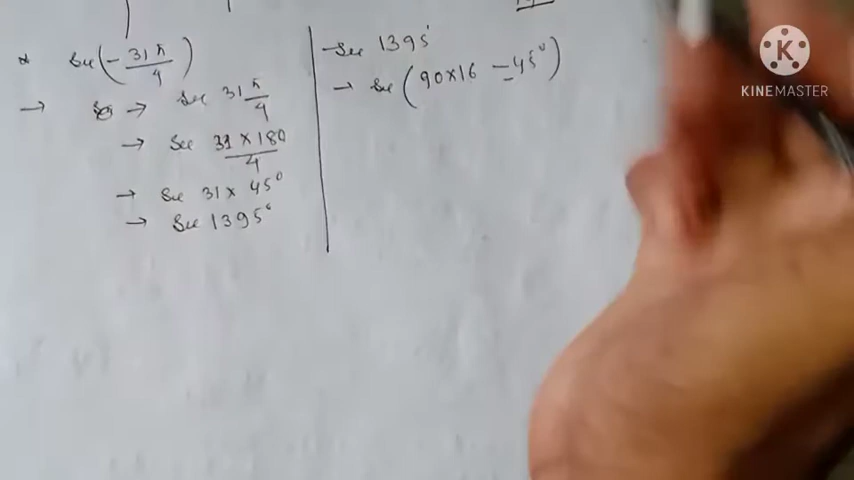 * Sec (- 31π/4)
→ → Sec 31 π/4
→ Sec 31 × 180/4
→ Sec 31 × 45°
→ Sec 1395°
→ Sec 1395°
→ Sec (90×16 - 45°)
KINEMASTER